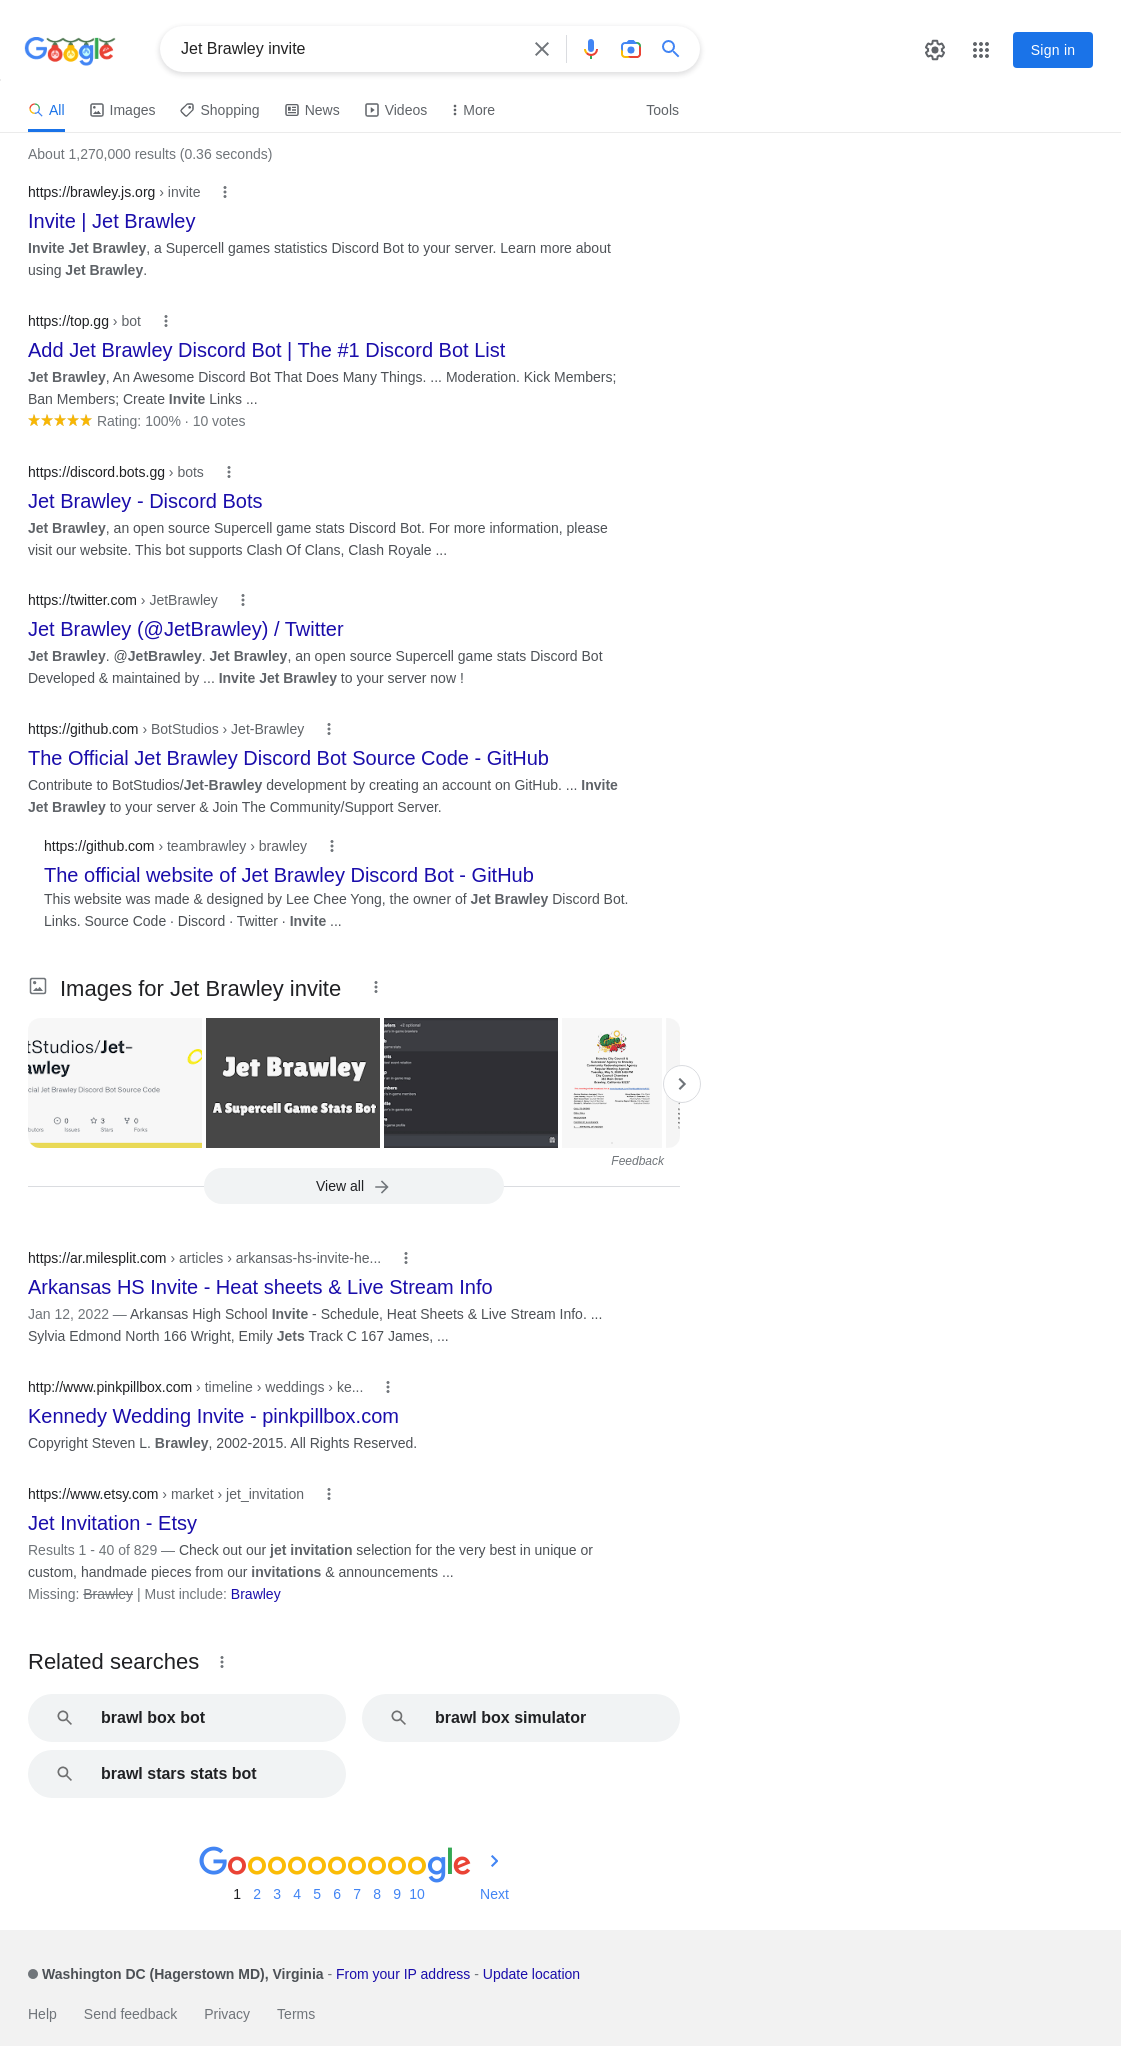 Google
Jet Brawley invite
Sign in
All Images Shopping News Videos More Tools
About 1,270,000 results (0.36 seconds)
https://brawley.js.org › invite
Invite | Jet Brawley
Invite Jet Brawley, a Supercell games statistics Discord Bot to your server. Learn more about
using Jet Brawley.
https://top.gg › bot
Add Jet Brawley Discord Bot | The #1 Discord Bot List
Jet Brawley, An Awesome Discord Bot That Does Many Things. ... Moderation. Kick Members;
Ban Members; Create Invite Links ...
Rating: 100% · 10 votes
https://discord.bots.gg › bots
Jet Brawley - Discord Bots
Jet Brawley, an open source Supercell game stats Discord Bot. For more information, please
visit our website. This bot supports Clash Of Clans, Clash Royale ...
https://twitter.com › JetBrawley
Jet Brawley (@JetBrawley) / Twitter
Jet Brawley. @JetBrawley. Jet Brawley, an open source Supercell game stats Discord Bot
Developed & maintained by ... Invite Jet Brawley to your server now !
https://github.com › BotStudios › Jet-Brawley
The Official Jet Brawley Discord Bot Source Code - GitHub
Contribute to BotStudios/Jet-Brawley development by creating an account on GitHub. ... Invite
Jet Brawley to your server & Join The Community/Support Server.
https://github.com › teambrawley › brawley
The official website of Jet Brawley Discord Bot - GitHub
This website was made & designed by Lee Chee Yong, the owner of Jet Brawley Discord Bot.
Links. Source Code · Discord · Twitter · Invite ...
Images for Jet Brawley invite
tStudios/Jet-
awley
cial Jet Brawley Discord Bot Source Code
0 3 0
Issues Stars Forks
Jet Brawley
A Supercell Game Stats Bot
Feedback
View all
https://ar.milesplit.com › articles › arkansas-hs-invite-he...
Arkansas HS Invite - Heat sheets & Live Stream Info
Jan 12, 2022 — Arkansas High School Invite - Schedule, Heat Sheets & Live Stream Info. ...
Sylvia Edmond North 166 Wright, Emily Jets Track C 167 James, ...
http://www.pinkpillbox.com › timeline › weddings › ke...
Kennedy Wedding Invite - pinkpillbox.com
Copyright Steven L. Brawley, 2002-2015. All Rights Reserved.
https://www.etsy.com › market › jet_invitation
Jet Invitation - Etsy
Results 1 - 40 of 829 — Check out our jet invitation selection for the very best in unique or
custom, handmade pieces from our invitations & announcements ...
Missing: Brawley | Must include: Brawley
Related searches
brawl box bot
brawl box simulator
brawl stars stats bot
Goooooooooogle
1 2 3 4 5 6 7 8 9 10 Next
Washington DC (Hagerstown MD), Virginia - From your IP address - Update location
Help Send feedback Privacy Terms